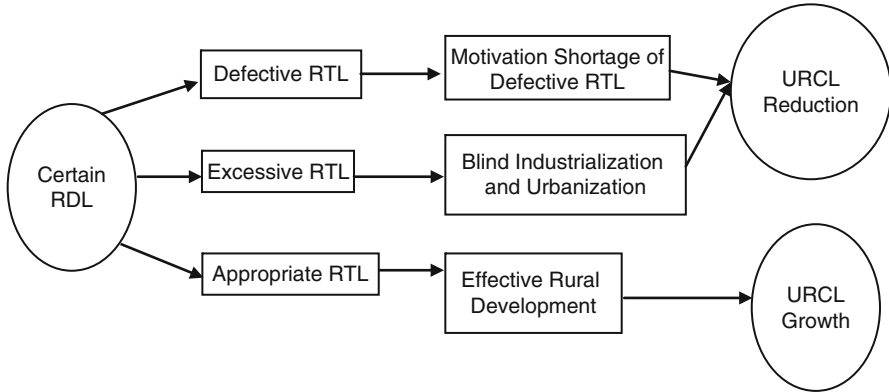 Certain
RDL
Defective RTL
Motivation Shortage of
Defective RTL
Excessive RTL
Blind Industrialization
and Urbanization
URCL
Reduction
Appropriate RTL
Effective Rural
Development
URCL
Growth